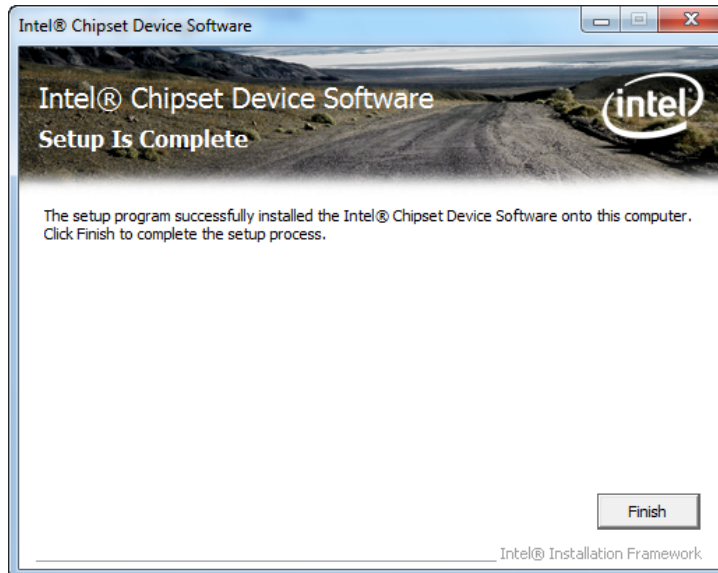 Intel® Chipset Device Software
Intel® Chipset Device Software
intel
Setup Is Complete
The setup program successfully installed the Intel® Chipset Device Software onto this computer.
Click Finish to complete the setup process.
Finish
Intel® Installation Framework